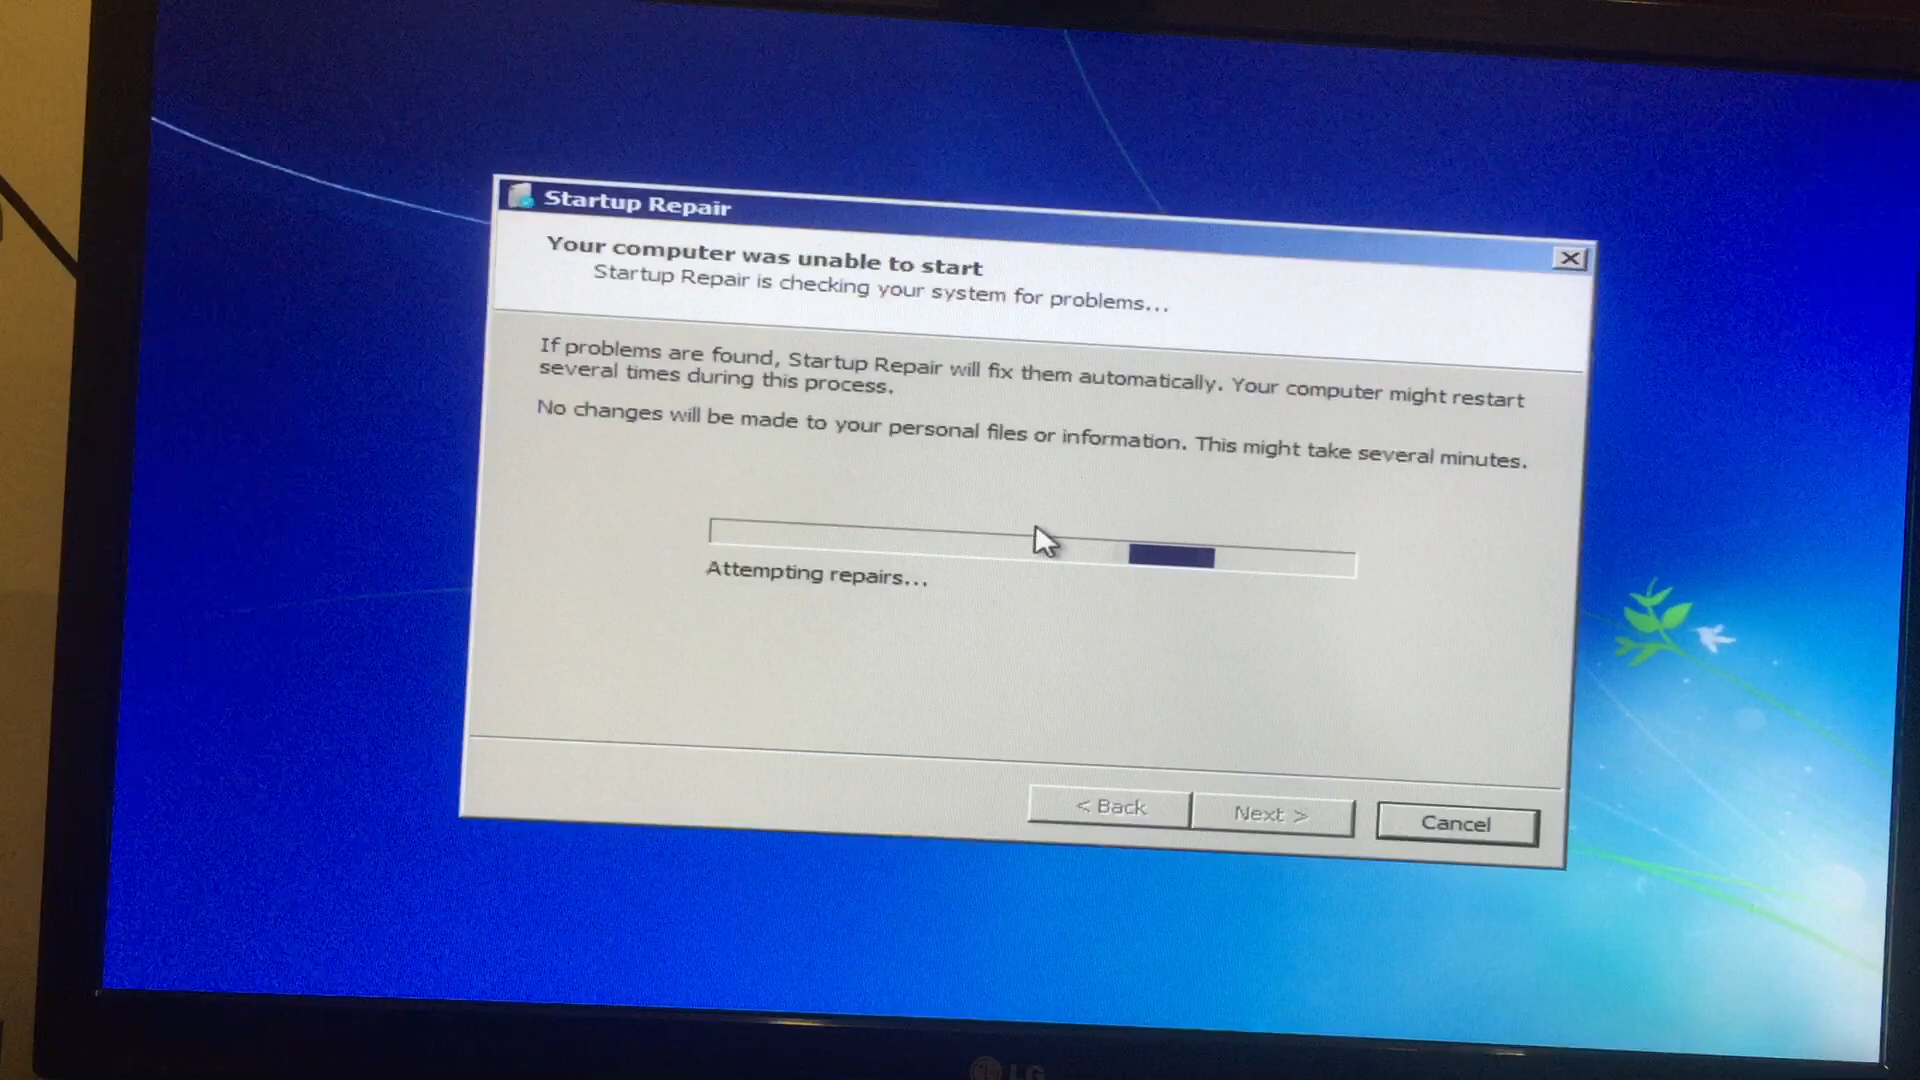 Startup Repair
Your computer was unable to start
Startup Repair is checking your system for problems...
If problems are found, Startup Repair will fix them automatically. Your computer might restart
several times during this process.
No changes will be made to your personal files or information. This might take several minutes.
Attempting repairs...
< Back
Next >
Cancel
LG